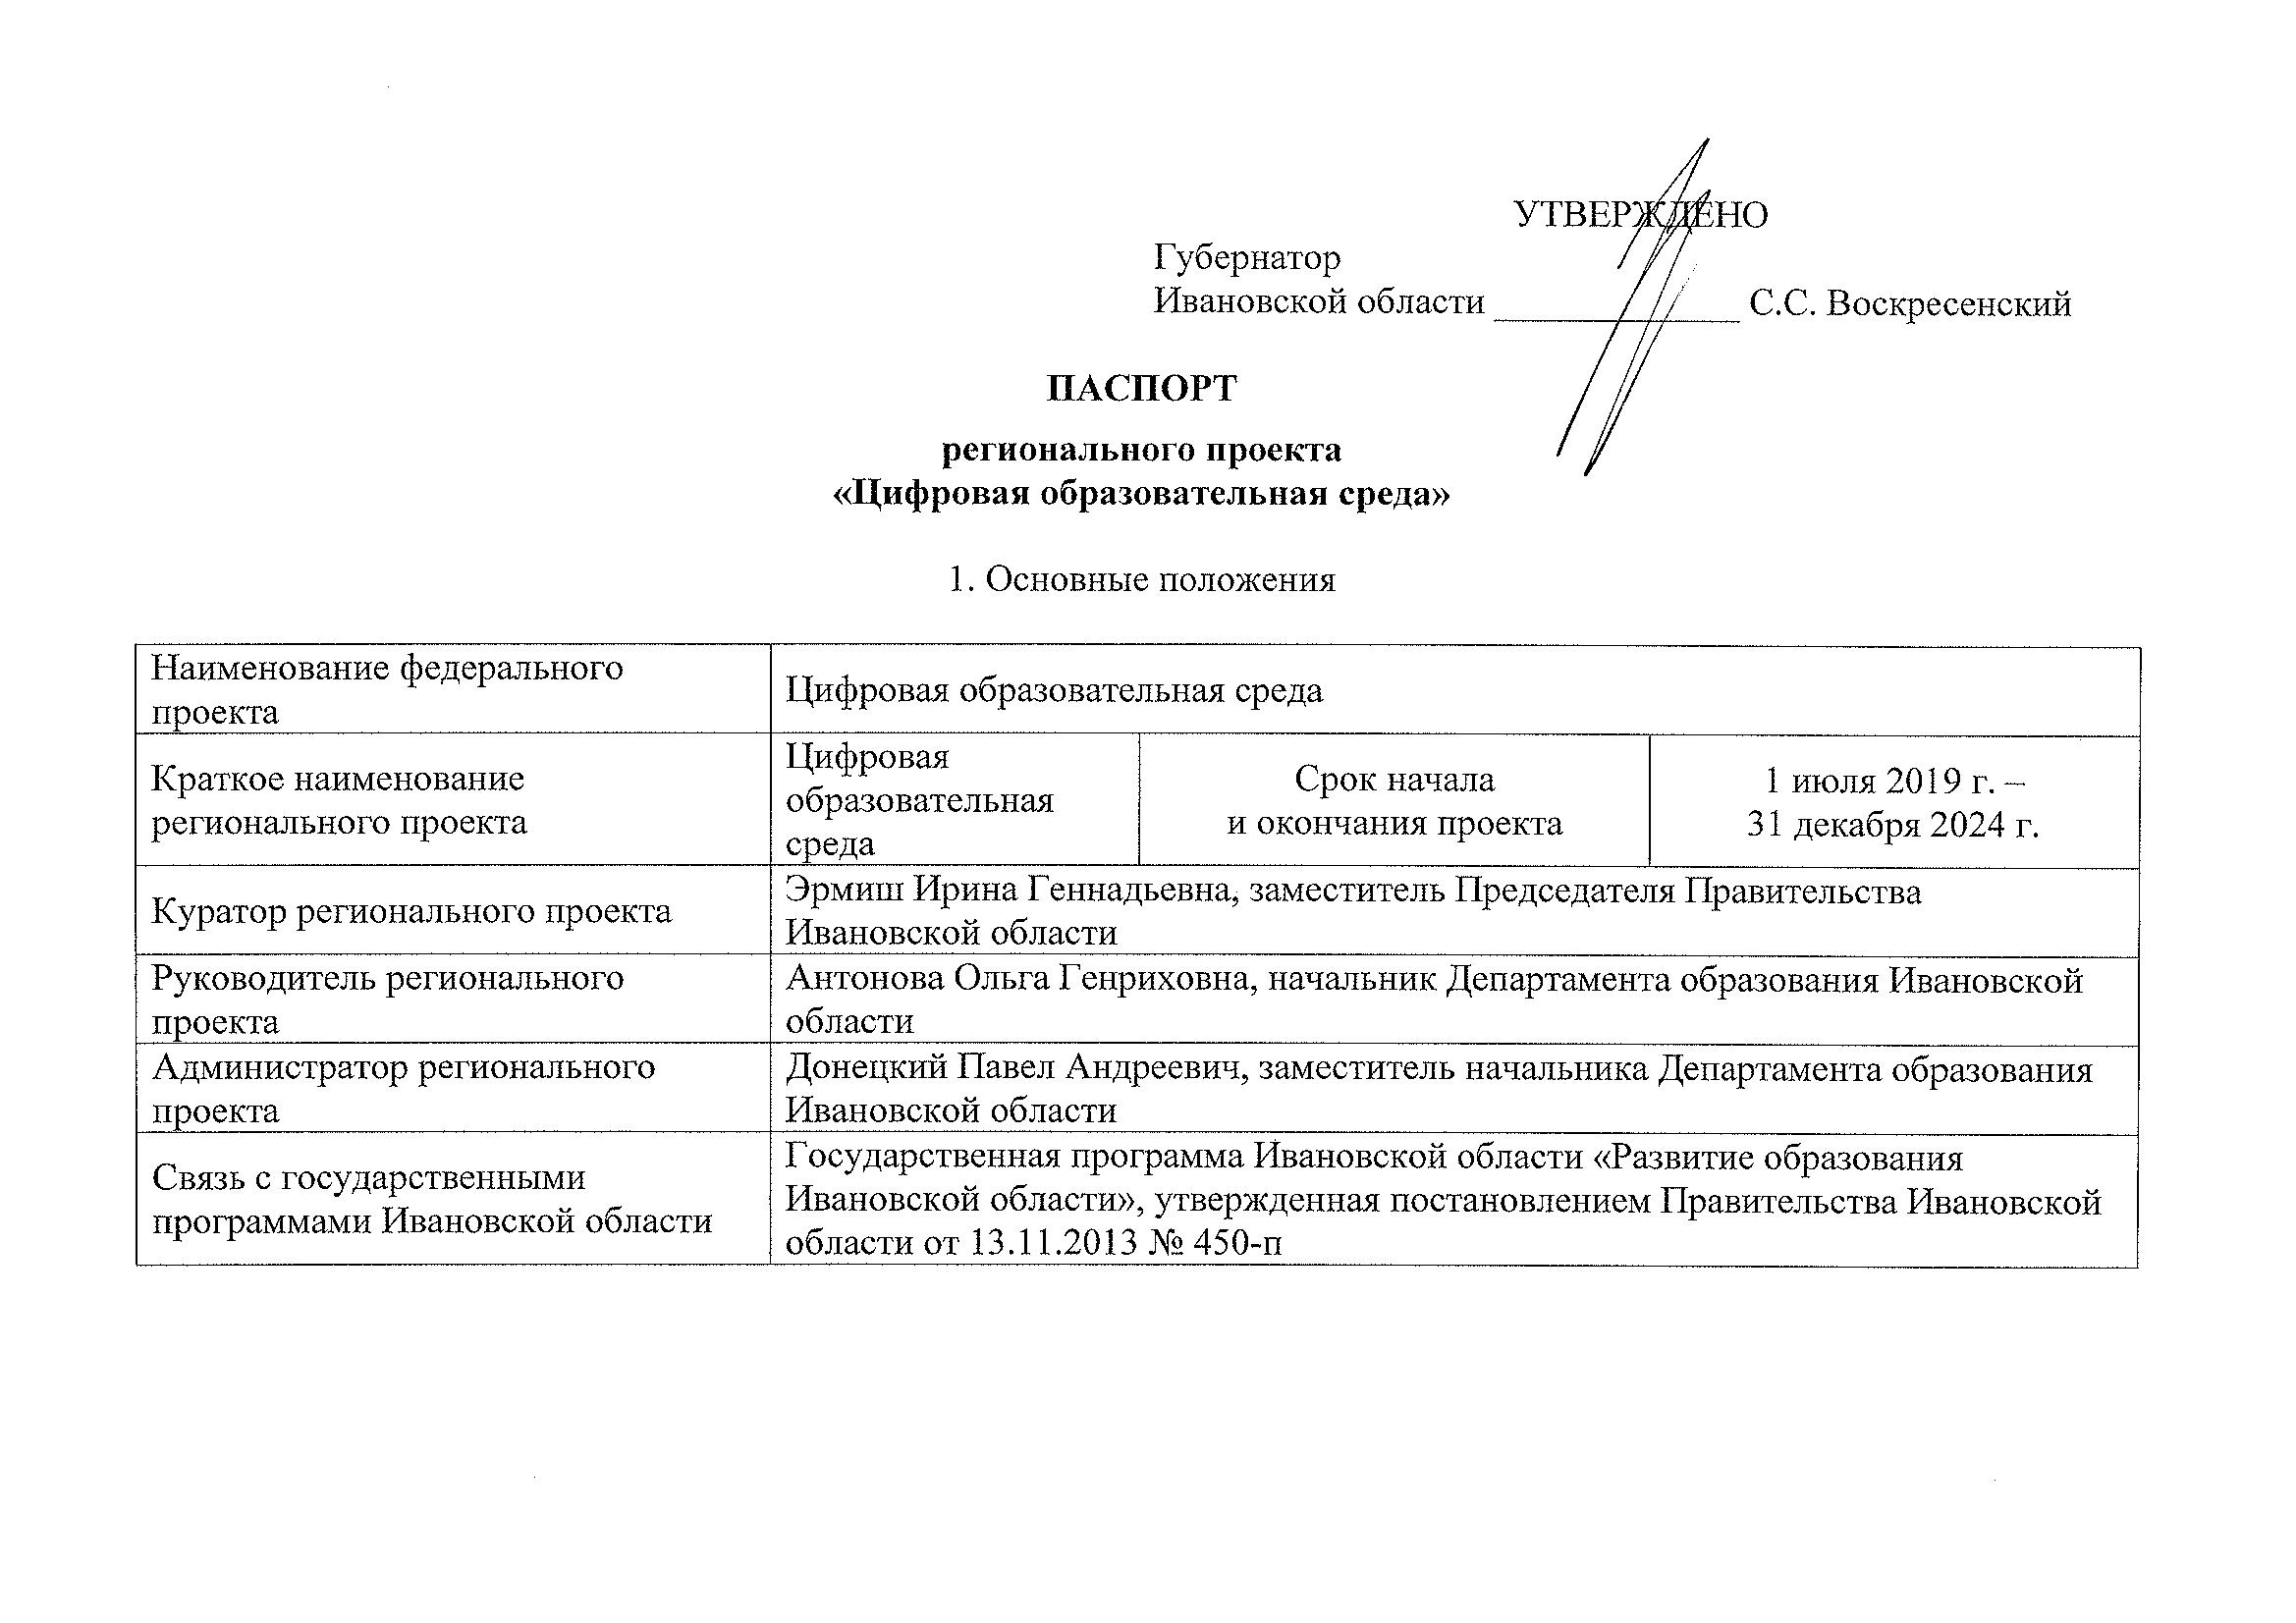 УТВЕРЖДЕНО
Губернатор
Ивановской области ____________ С.С. Воскресенский
ПАСПОРТ
регионального проекта
«Цифровая образовательная среда»
1. Основные положения
Наименование федерального
проекта
Цифровая образовательная среда
Краткое наименование
регионального проекта
Цифровая
образовательная
среда
Срок начала
и окончания проекта
1 июля 2019 г. –
31 декабря 2024 г.
Куратор регионального проекта
Эрмиш Ирина Геннадьевна, заместитель Председателя Правительства
Ивановской области
Руководитель регионального
проекта
Антонова Ольга Генриховна, начальник Департамента образования Ивановской
области
Администратор регионального
проекта
Донецкий Павел Андреевич, заместитель начальника Департамента образования
Ивановской области
Связь с государственными
программами Ивановской области
Государственная программа Ивановской области «Развитие образования
Ивановской области», утвержденная постановлением Правительства Ивановской
области от 13.11.2013 № 450-п